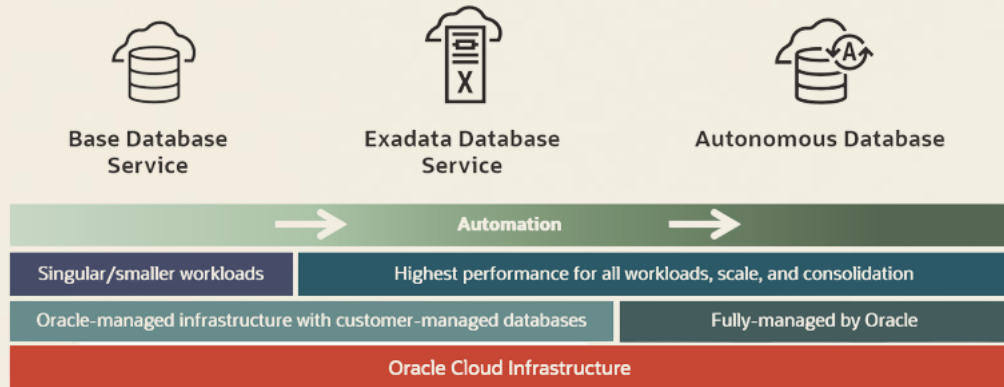 X
A
Base Database
Service
Exadata Database
Service
Autonomous Database
Automation
Singular/smaller workloads
Highest performance for all workloads, scale, and consolidation
Oracle-managed infrastructure with customer-managed databases
Fully-managed by Oracle
Oracle Cloud Infrastructure